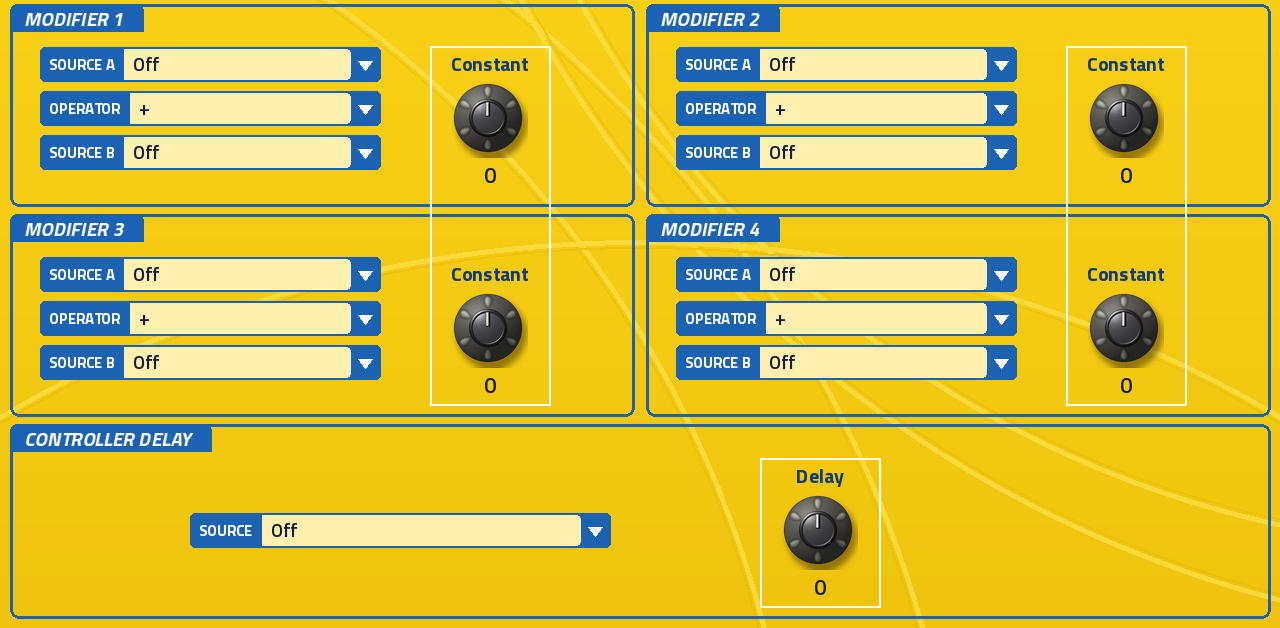 MODIFIER 1
SOURCE A Off
OPERATOR +
SOURCE B Off
Constant
0
MODIFIER 2
SOURCE A Off
OPERATOR +
SOURCE B Off
Constant
0
MODIFIER 3
SOURCE A Off
OPERATOR +
SOURCE B Off
Constant
0
MODIFIER 4
SOURCE A Off
OPERATOR +
SOURCE B Off
Constant
0
CONTROLLER DELAY
SOURCE Off
Delay
0